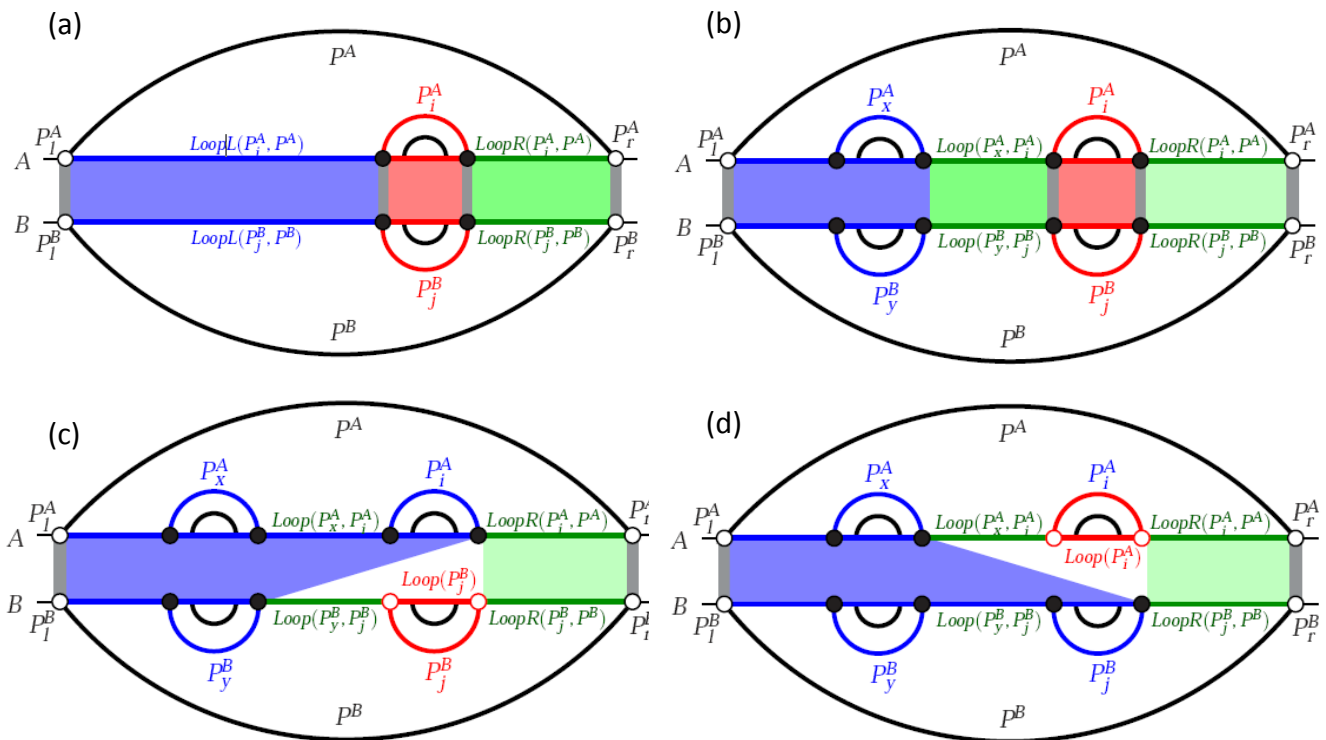 (a)
P^A
P_i^A
P_l^A
P_r^A
LoopL(P_i^A, P^A)
LoopR(P_i^A, P^A)
A
B
P_l^B
LoopL(P_j^B, P^B)
LoopR(P_j^B, P^B)
P_r^B
P_j^B
P^B
(b)
P^A
P_x^A
P_i^A
P_l^A
P_r^A
Loop(P_x^A, P_i^A)
LoopR(P_i^A, P^A)
A
B
P_l^B
Loop(P_y^B, P_j^B)
LoopR(P_j^B, P^B)
P_r^B
P_y^B
P_j^B
P^B
(c)
P^A
P_x^A
P_i^A
P_l^A
Loop(P_x^A, P_i^A)
LoopR(P_i^A, P^A)
A
Loop(P_j^B)
B
P_l^B
Loop(P_y^B, P_j^B)
LoopR(P_j^B, P^B)
P_y^B
P_j^B
P^B
(d)
P^A
P_x^A
P_i^A
P_l^A
P_r^A
Loop(P_x^A, P_i^A)
LoopR(P_i^A, P^A)
A
Loop(P_i^A)
B
P_l^B
Loop(P_y^B, P_j^B)
LoopR(P_j^B, P^B)
P_r^B
P_y^B
P_j^B
P^B